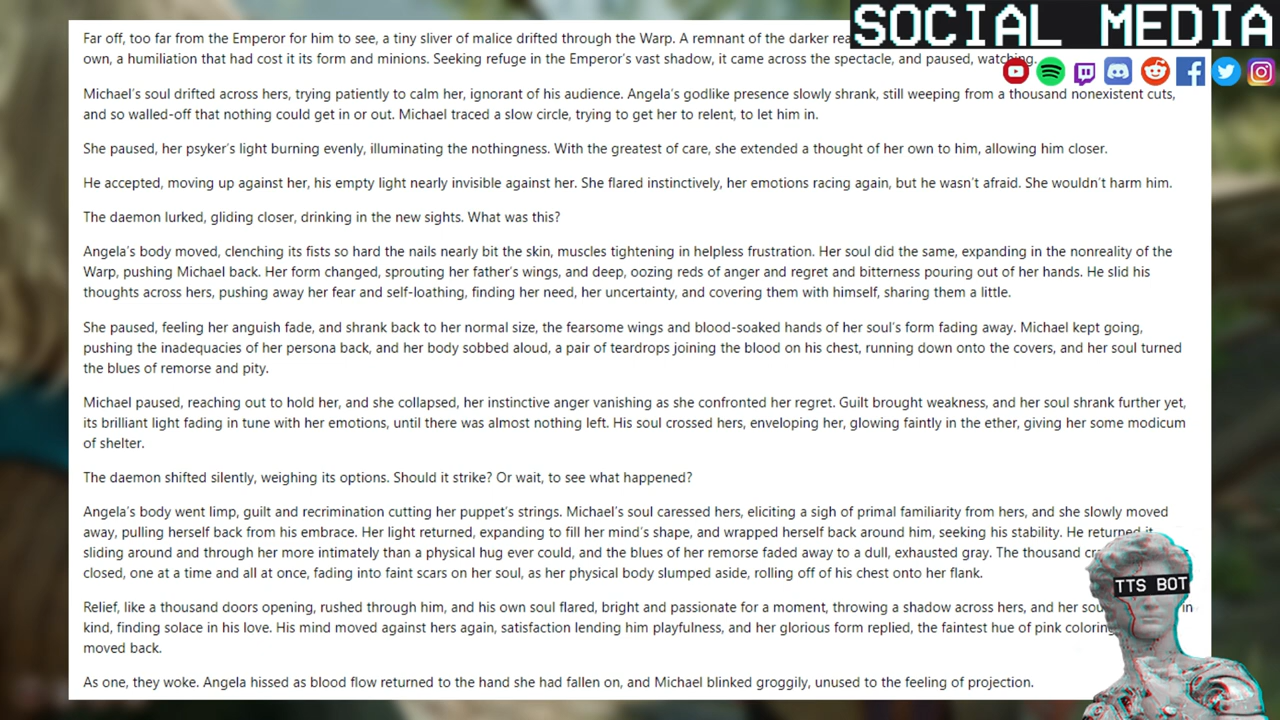 SOCIAL MEDIA
Far off, too far from the Emperor for him to see, a tiny sliver of malice drifted through the Warp. A remnant of the darker
own, a humiliation that had cost it its form and minions. Seeking refuge in the Emperor's vast shadow, it came across the spectacle, and paused, watching.
Michael's soul drifted across hers, trying patiently to calm her, ignorant of his audience. Angela's godlike presence slowly shrank, still weeping from a thousand nonexistent cuts,
and so walled-off that nothing could get in or out. Michael traced a slow circle, trying to get her to relent, to let him in.
She paused, her psyker's light burning evenly, illuminating the nothingness. With the greatest of care, she extended a thought of her own to him, allowing him closer.
He accepted, moving up against her, his empty light nearly invisible against her. She flared instinctively, her emotions racing again, but he wasn't afraid. She wouldn't harm him.
The daemon lurked, gliding closer, drinking in the new sights. What was this?
Angela's body moved, clenching its fists so hard the nails nearly bit the skin, muscles tightening in helpless frustration. Her soul did the same, expanding in the nonreality of the
Warp, pushing Michael back. Her form changed, sprouting her father's wings, and deep, oozing reds of anger and regret and bitterness pouring out of her hands. He slid his
thoughts across hers, pushing away her fear and self-loathing, finding her need, her uncertainty, and covering them with himself, sharing them a little.
She paused, feeling her anguish fade, and shrank back to her normal size, the fearsome wings and blood-soaked hands of her soul's form fading away. Michael kept going,
pushing the inadequacies of her persona back, and her body sobbed aloud, a pair of teardrops joining the blood on his chest, running down onto the covers, and her soul turned
the blues of remorse and pity.
Michael paused, reaching out to hold her, and she collapsed, her instinctive anger vanishing as she confronted her regret. Guilt brought weakness, and her soul shrank further yet,
its brilliant light fading in tune with her emotions, until there was almost nothing left. His soul crossed hers, enveloping her, glowing faintly in the ether, giving her some modicum
of shelter.
The daemon shifted silently, weighing its options. Should it strike? Or wait, to see what happened?
Angela's body went limp, guilt and recrimination cutting her puppet's strings. Michael's soul caressed hers, eliciting a sigh of primal familiarity from hers, and she slowly moved
away, pulling herself back from his embrace. Her light returned, expanding to fill her mind's shape, and wrapped herself back around him, seeking his stability. He returned it,
sliding around and through her more intimately than a physical hug ever could, and the blues of her remorse faded away to a dull, exhausted gray. The thousand
closed, one at a time and all at once, fading into faint scars on her soul, as her physical body slumped aside, rolling off of his chest onto her flank.
Relief, like a thousand doors opening, rushed through him, and his own soul flared, bright and passionate for a moment, throwing a shadow across hers, and her in
kind, finding solace in his love. His mind moved against hers again, satisfaction lending him playfulness, and her glorious form replied, the faintest hue of pink
moved back.
As one, they woke. Angela hissed as blood flow returned to the hand she had fallen on, and Michael blinked groggily, unused to the feeling of projection.
TTS BOT